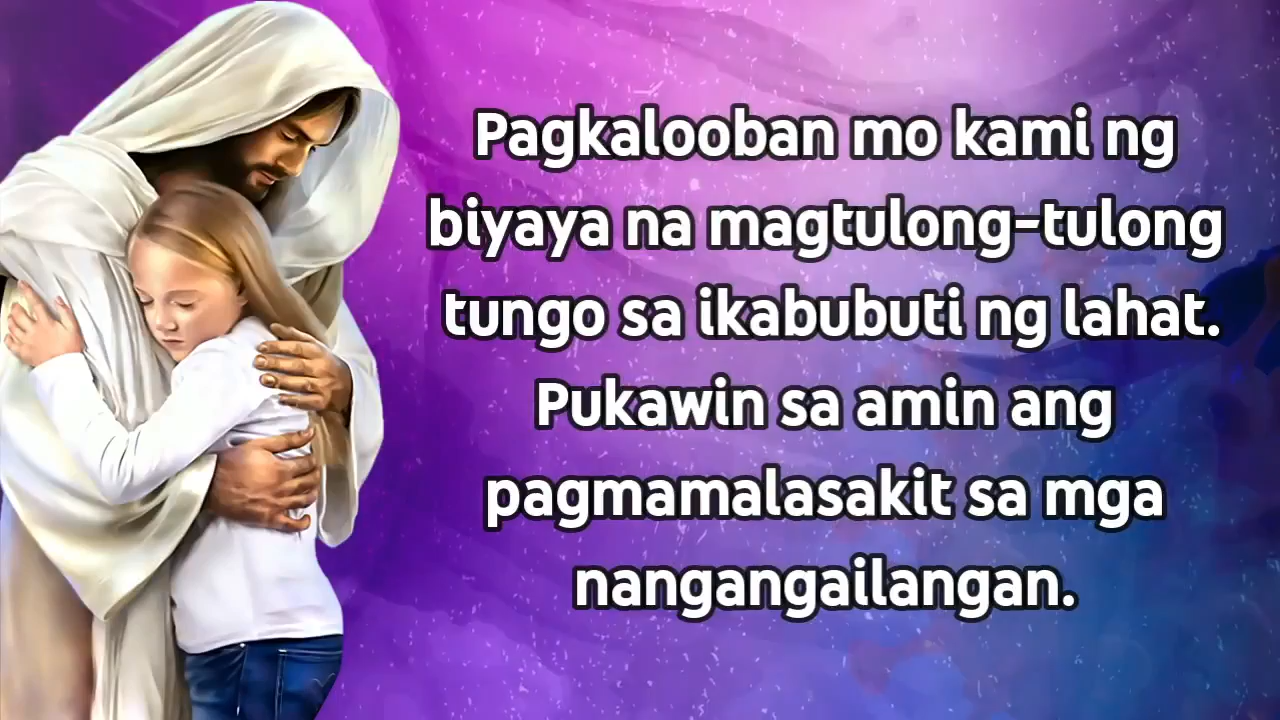 Pagkalooban mo kami ng
biyaya na magtulong-tulong
tungo sa ikabubuti ng lahat.
Pukawin sa amin ang
pagmamalasakit sa mga
nangangailangan.